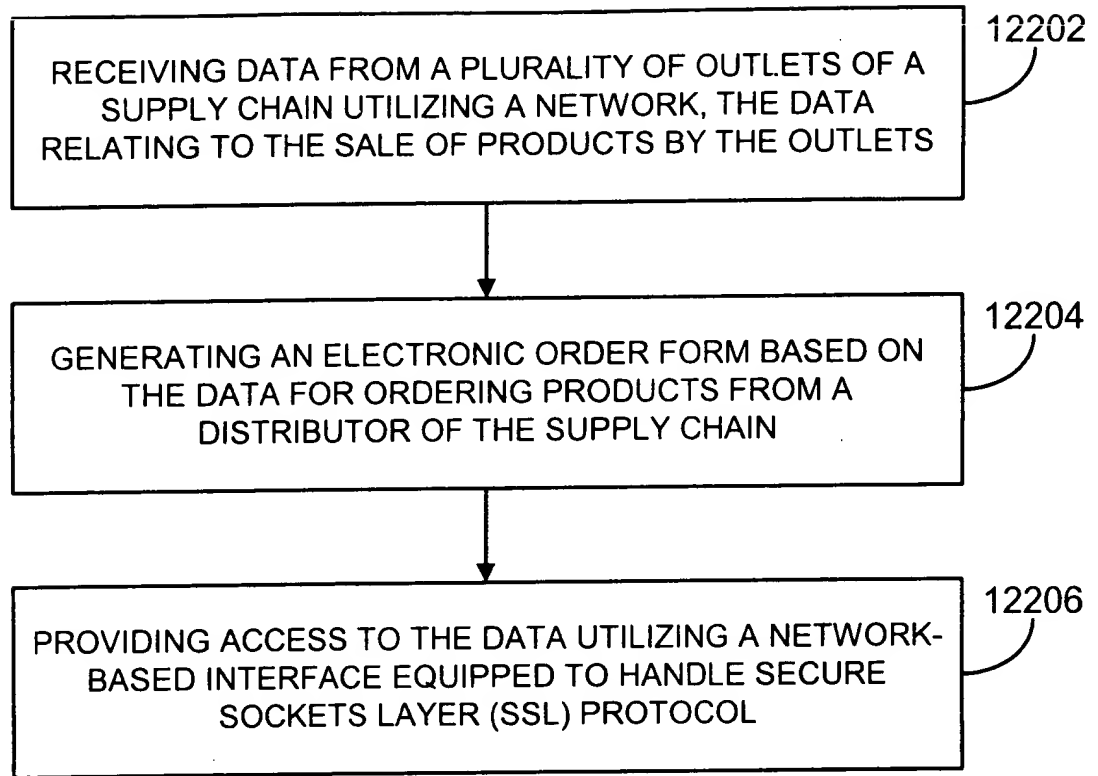 12202
RECEIVING DATA FROM A PLURALITY OF OUTLETS OF A
SUPPLY CHAIN UTILIZING A NETWORK, THE DATA
RELATING TO THE SALE OF PRODUCTS BY THE OUTLETS
12204
GENERATING AN ELECTRONIC ORDER FORM BASED ON
THE DATA FOR ORDERING PRODUCTS FROM A
DISTRIBUTOR OF THE SUPPLY CHAIN
12206
PROVIDING ACCESS TO THE DATA UTILIZING A NETWORK-
BASED INTERFACE EQUIPPED TO HANDLE SECURE
SOCKETS LAYER (SSL) PROTOCOL